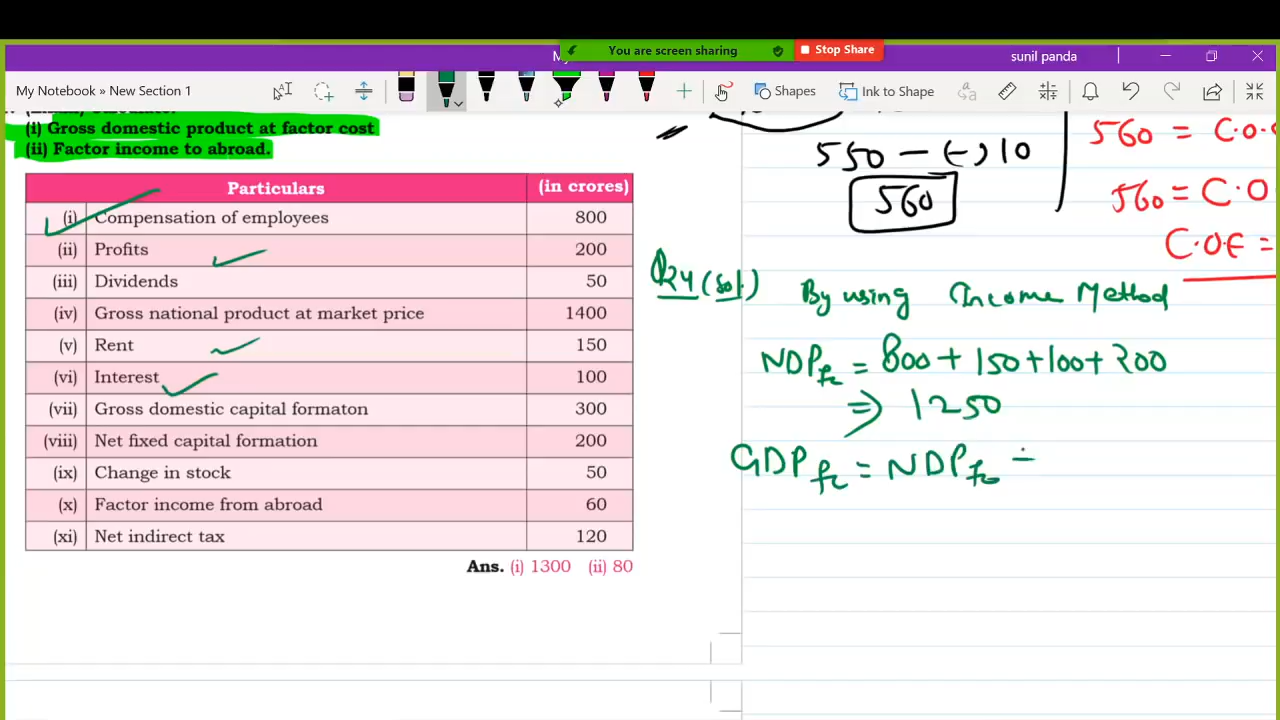 You are screen sharing
Stop Share
My
sunil panda
My Notebook » New Section 1
Shapes
Ink to Shape
(i) Gross domestic product at factor cost
(ii) Factor income to abroad.
Particulars (in crores)
(i) Compensation of employees 800
(ii) Profits 200
(iii) Dividends 50
(iv) Gross national product at market price 1400
(v) Rent 150
(vi) Interest 100
(vii) Gross domestic capital formaton 300
(viii) Net fixed capital formation 200
(ix) Change in stock 50
(x) Factor income from abroad 60
(xi) Net indirect tax 120
Ans. (i) 1300 (ii) 80
550 – (–) 10
560
560 = C.O.
560 = C.O
C.O.E =
Q24 (sol.) By using Income Method
NDPfc = 800 + 150 + 100 + 200
⇒ 1250
GDPfc = NDPfc